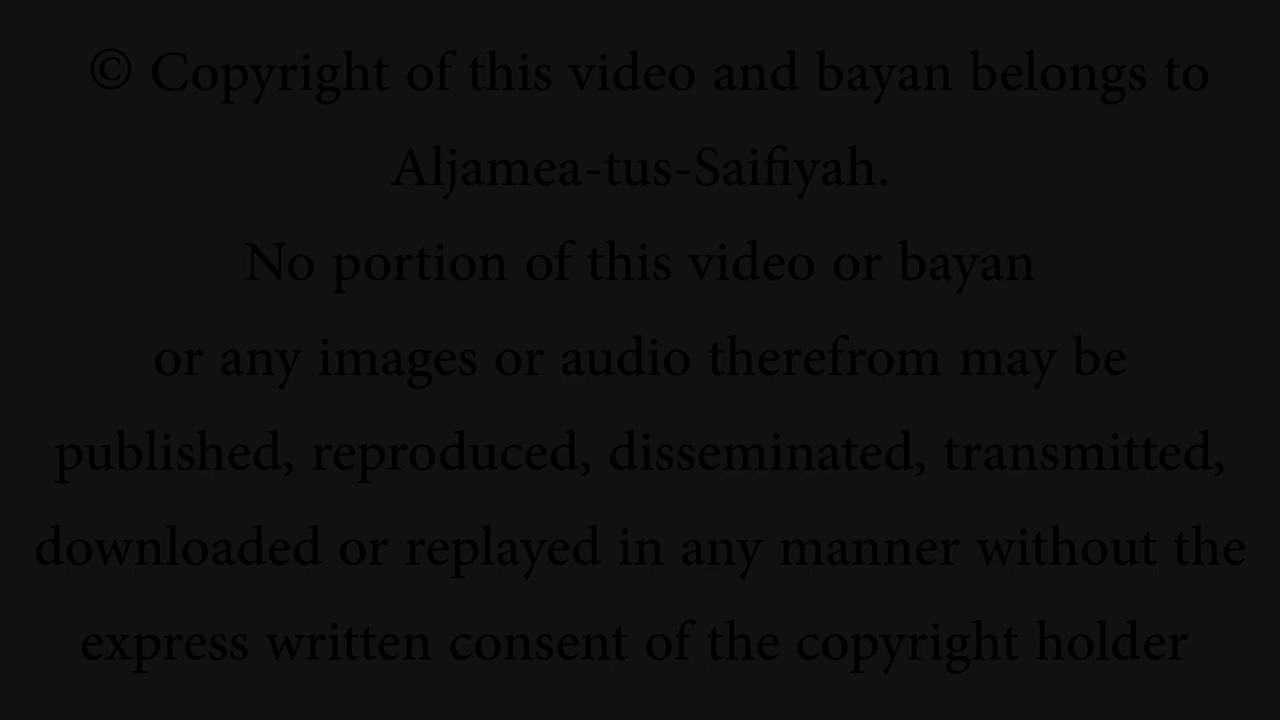 © Copyright of this video and bayan belongs to
Aljamea-tus-Saifiyah.
No portion of this video or bayan
or any images or audio therefrom may be
published, reproduced, disseminated, transmitted,
downloaded or replayed in any manner without the
express written consent of the copyright holder